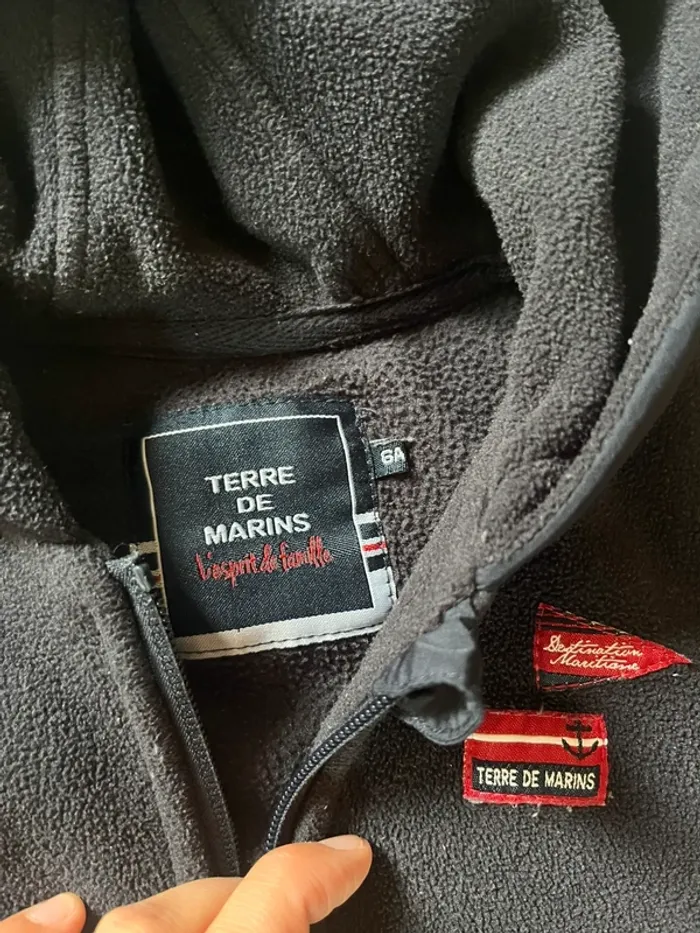 TERRE
DE
MARINS
L'esprit de famille
6A
Destination
Maritime
TERRE DE MARINS